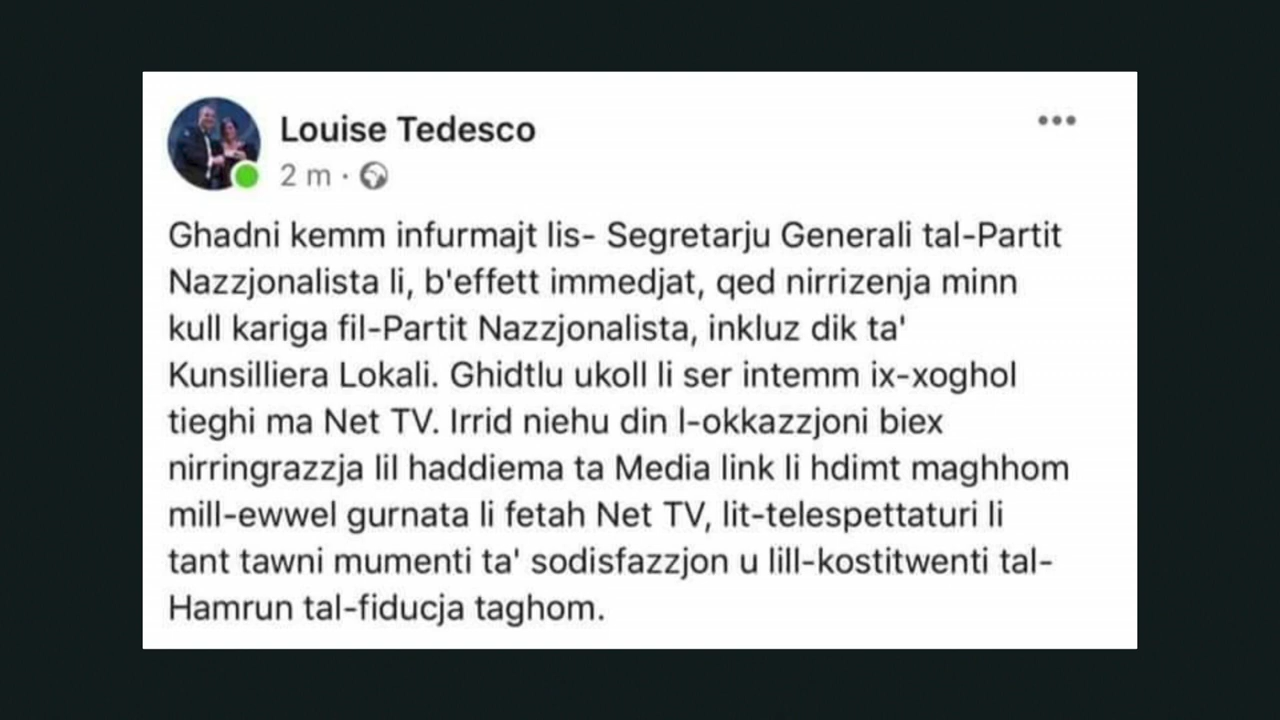 Louise Tedesco
2 m ·
Ghadni kemm infurmajt lis- Segretarju Generali tal-Partit
Nazzjonalista li, b'effett immedjat, qed nirrizenja minn
kull kariga fil-Partit Nazzjonalista, inkluz dik ta'
Kunsilliera Lokali. Ghidtlu ukoll li ser intemm ix-xoghol
tieghi ma Net TV. Irrid niehu din l-okkazzjoni biex
nirringrazzja lil haddiema ta Media link li hdimt maghhom
mill-ewwel gurnata li fetah Net TV, lit-telespettaturi li
tant tawni mumenti ta' sodisfazzjon u lill-kostitwenti tal-
Hamrun tal-fiducja taghom.